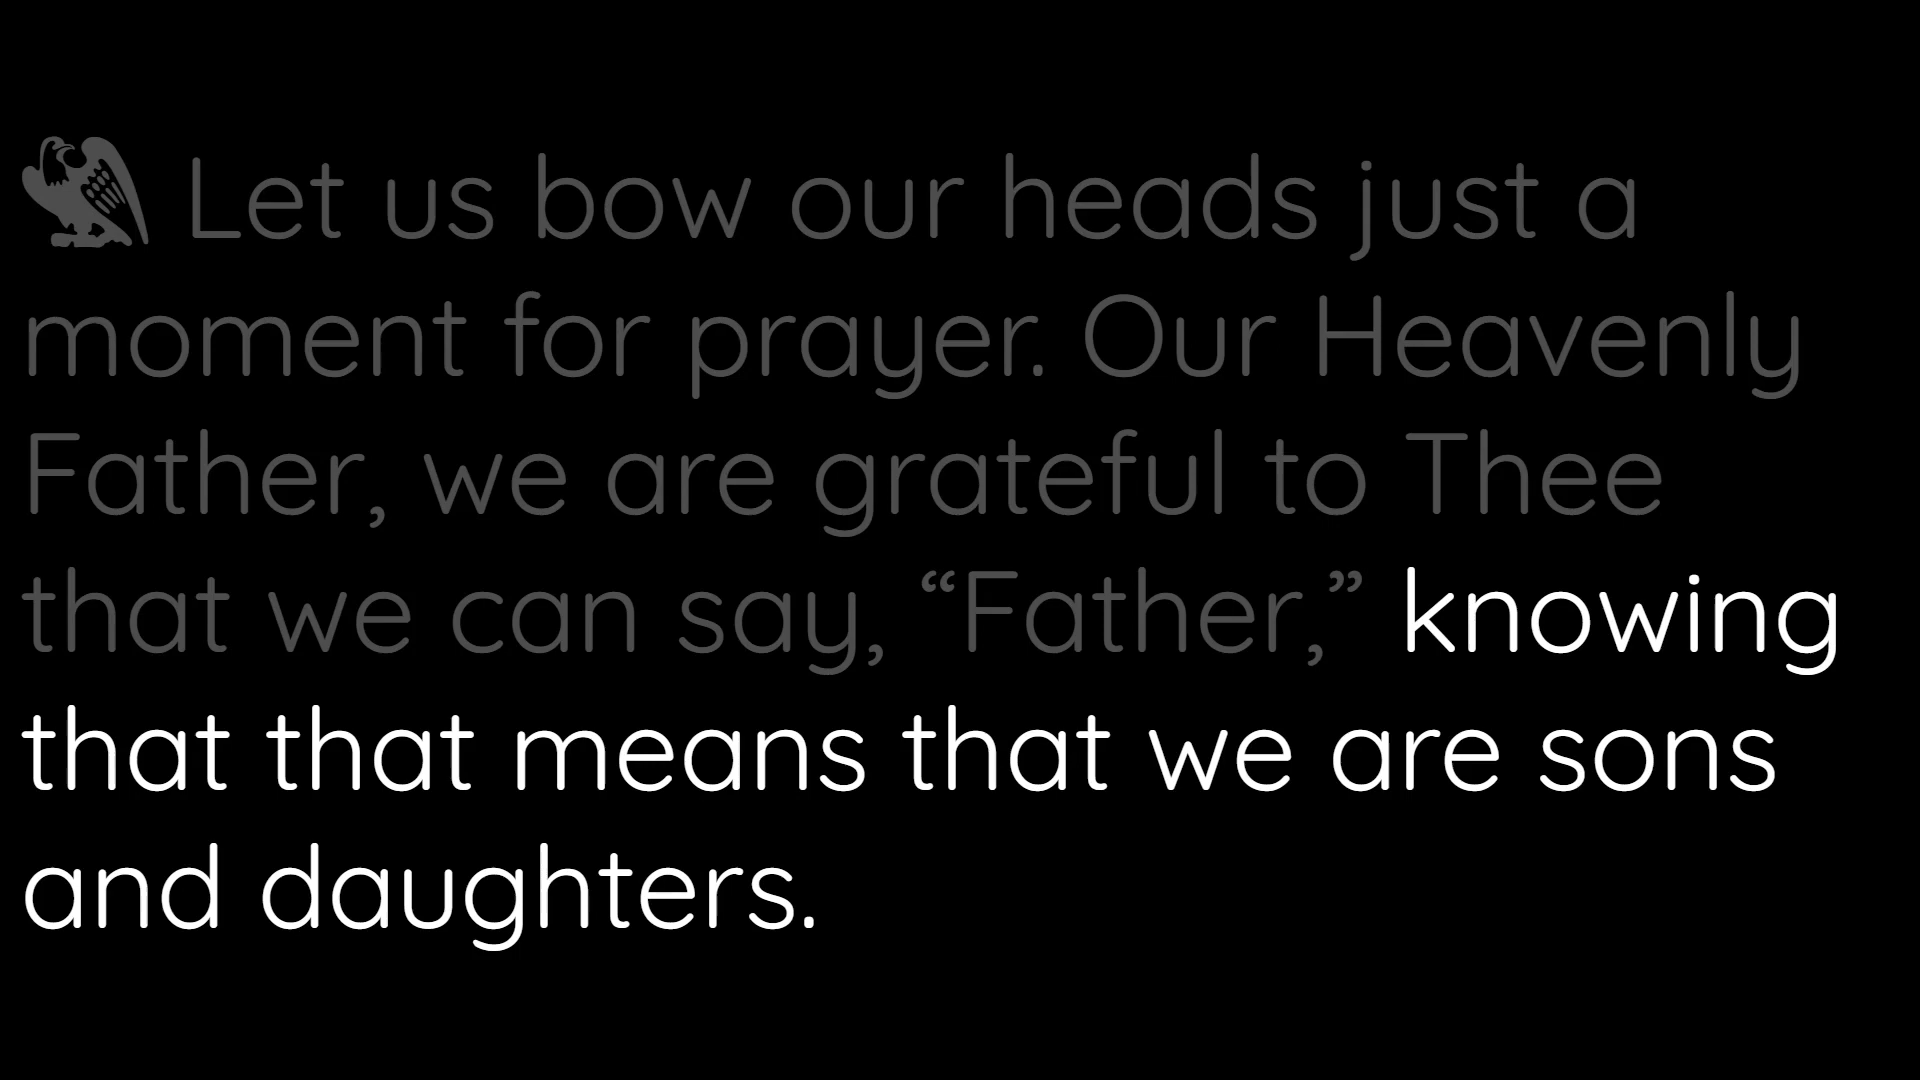 Let us bow our heads just a
moment for prayer. Our Heavenly
Father, we are grateful to Thee
that we can say, “Father,” knowing
that that means that we are sons
and daughters.